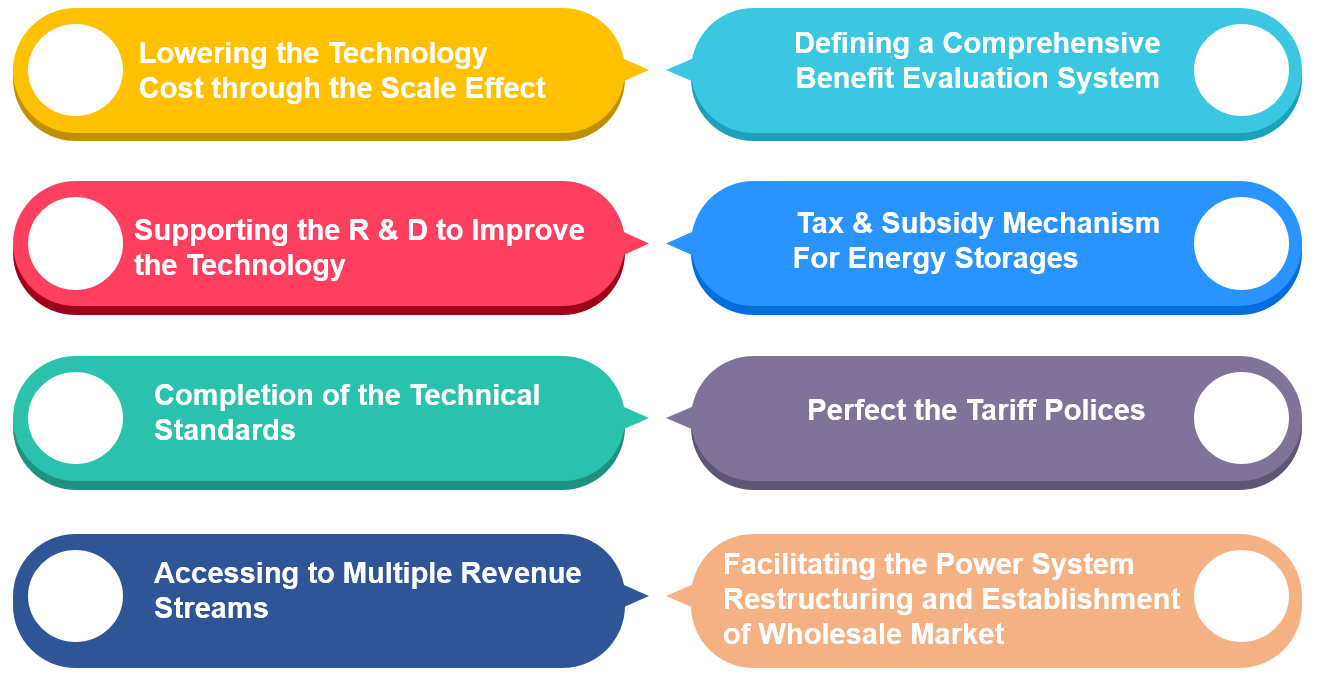 Lowering the Technology
Cost through the Scale Effect
Defining a Comprehensive
Benefit Evaluation System
Supporting the R & D to Improve
the Technology
Tax & Subsidy Mechanism
For Energy Storages
Completion of the Technical
Standards
Perfect the Tariff Polices
Accessing to Multiple Revenue
Streams
Facilitating the Power System
Restructuring and Establishment
of Wholesale Market